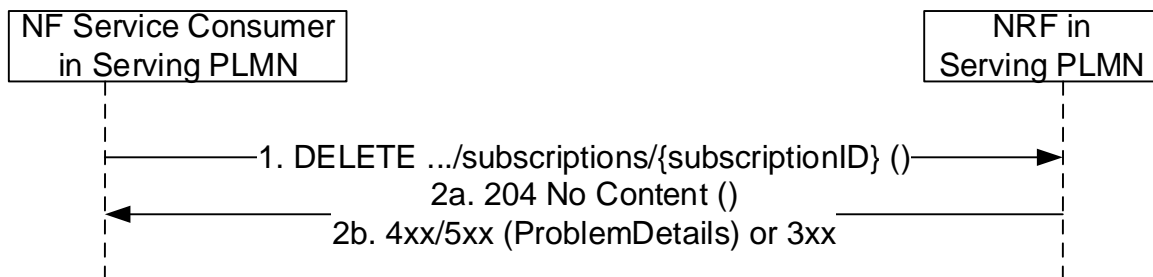 NF Service Consumer
in Serving PLMN
NRF in
Serving PLMN
1. DELETE .../subscriptions/{subscriptionID} ()
2a. 204 No Content ()
2b. 4xx/5xx (ProblemDetails) or 3xx